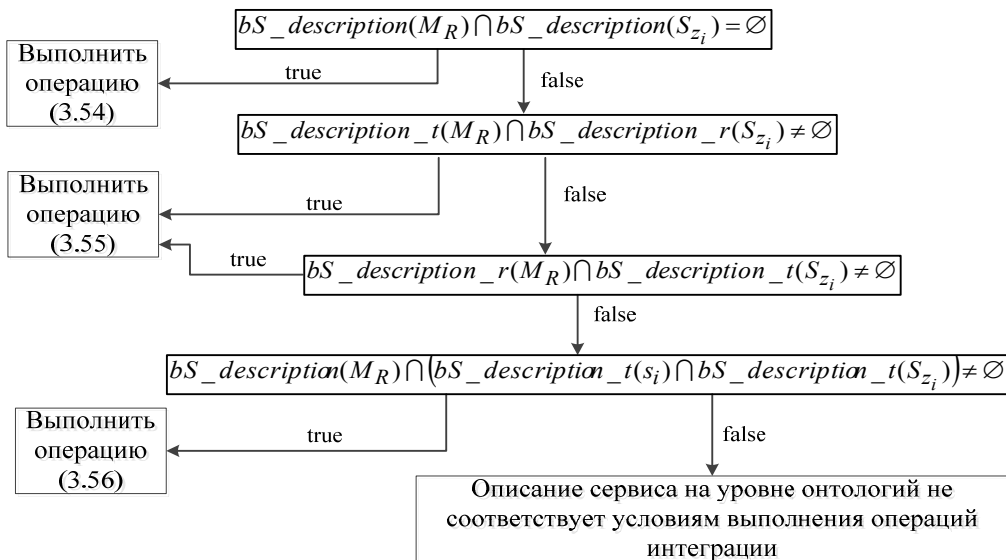 bS_description(M_R)⋂bS_description(S_{z_i})=∅
Выполнить
операцию
(3.54)
true
false
bS_description_t(M_R)⋂bS_description_r(S_{z_i})≠∅
Выполнить
операцию
(3.55)
true
false
true
bS_description_r(M_R)⋂bS_description_t(S_{z_i})≠∅
false
bS_description(M_R)⋂(bS_description_t(s_i)⋂bS_description_t(S_{z_i}))≠∅
Выполнить
операцию
(3.56)
true
false
Описание сервиса на уровне онтологий не
соответствует условиям выполнения операций
интеграции